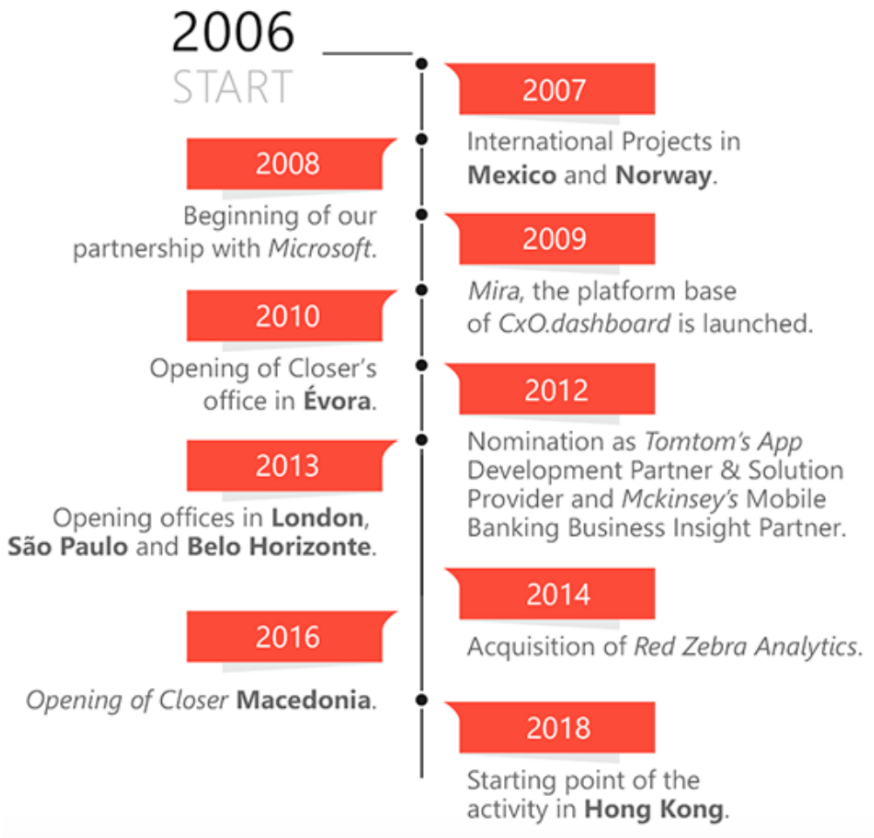 2006
START
2007
International Projects in
Mexico and Norway.
2008
Beginning of our
partnership with Microsoft.
2009
Mira, the platform base
of CxO.dashboard is launched.
2010
Opening of Closer’s
office in Évora.
2012
Nomination as Tomtom’s App
Development Partner & Solution
Provider and Mckinsey’s Mobile
Banking Business Insight Partner.
2013
Opening offices in London,
São Paulo and Belo Horizonte.
2014
Acquisition of Red Zebra Analytics.
2016
Opening of Closer Macedonia.
2018
Starting point of the
activity in Hong Kong.